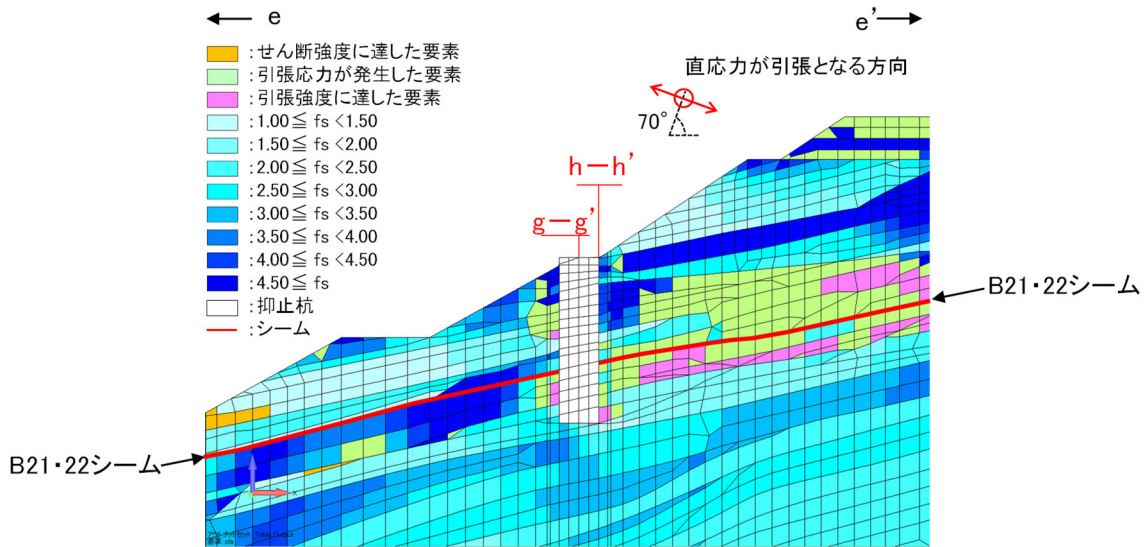 e
e'
:せん断強度に達した要素
:引張応力が発生した要素
:引張強度に達した要素
:1.00≦ fs <1.50
:1.50≦ fs <2.00
:2.00≦ fs <2.50
:2.50≦ fs <3.00
:3.00≦ fs <3.50
:3.50≦ fs <4.00
:4.00≦ fs <4.50
:4.50≦ fs
:抑止杭
:シーム
直応力が引張となる方向
70°
h－h'
g－g'
B21・22シーム
B21・22シーム
x